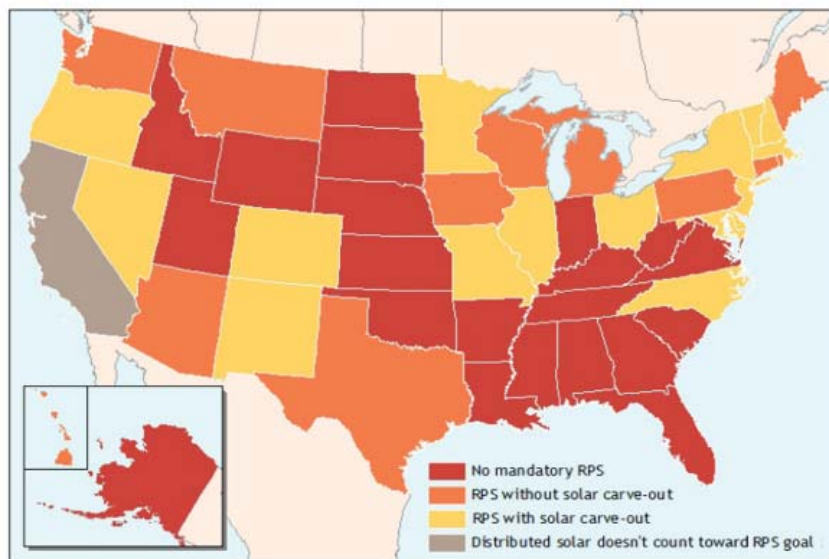 No mandatory RPS
RPS without solar carve-out
RPS with solar carve-out
Distributed solar doesn't count toward RPS goal